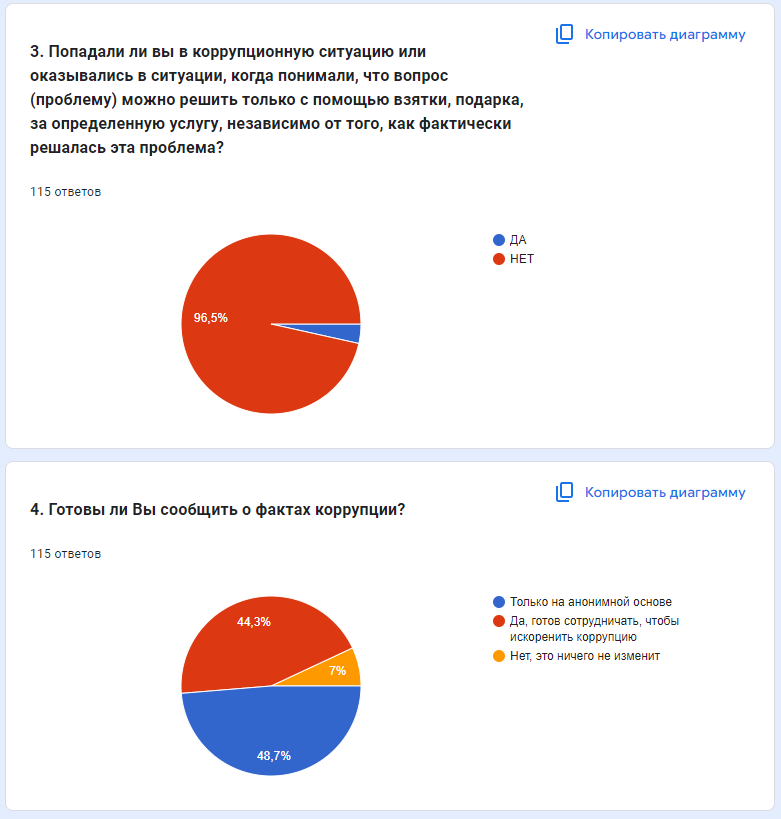 Копировать диаграмму
3. Попадали ли вы в коррупционную ситуацию или
оказывались в ситуации, когда понимали, что вопрос
(проблему) можно решить только с помощью взятки, подарка,
за определенную услугу, независимо от того, как фактически
решалась эта проблема?
115 ответов
ДА
НЕТ
96,5%
Копировать диаграмму
4. Готовы ли Вы сообщить о фактах коррупции?
115 ответов
Только на анонимной основе
Да, готов сотрудничать, чтобы
искоренить коррупцию
Нет, это ничего не изменит
44,3%
7%
48,7%